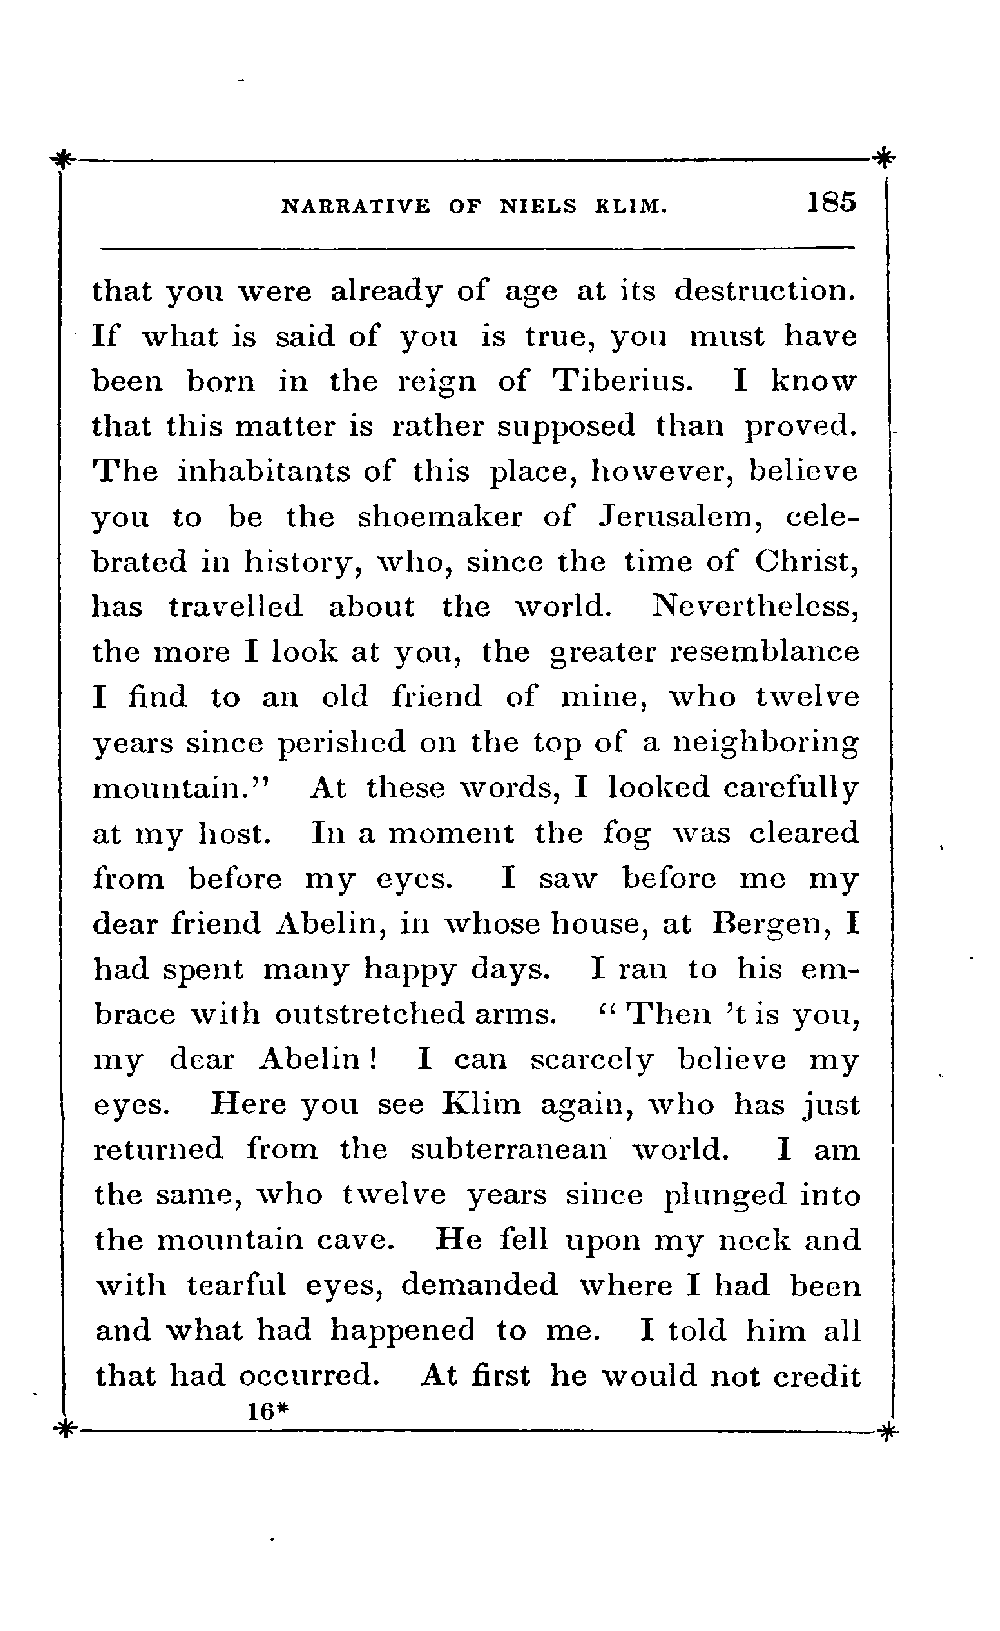 NARRATIVE OF NIELS KLIM. 185
that you were already of age at its destruction.
If what is said of you is true, you must have
been born in the reign of Tiberius. I know
that this matter is rather supposed than proved.
The inhabitants of this place, however, believe
you to be the shoemaker of Jerusalem, cele-
brated in history, who, since the time of Christ,
has travelled about the world. Nevertheless,
the more I look at you, the greater resemblance
I find to an old friend of mine, who twelve
years since perished on the top of a neighboring
mountain." At these words, I looked carefully
at my host. In a moment the fog was cleared
from before my eyes. I saw before me my
dear friend Abelin, in whose house, at Bergen, I
had spent many happy days. I ran to his em-
brace with outstretched arms. "Then 't is you,
my dear Abelin! I can scarcely believe my
eyes. Here you see Klim again, who has just
returned from the subterranean world. I am
the same, who twelve years since plunged into
the mountain cave. He fell upon my neck and
with tearful eyes, demanded where I had been
and what had happened to me. I told him all
that had occurred. At first he would not credit
16*